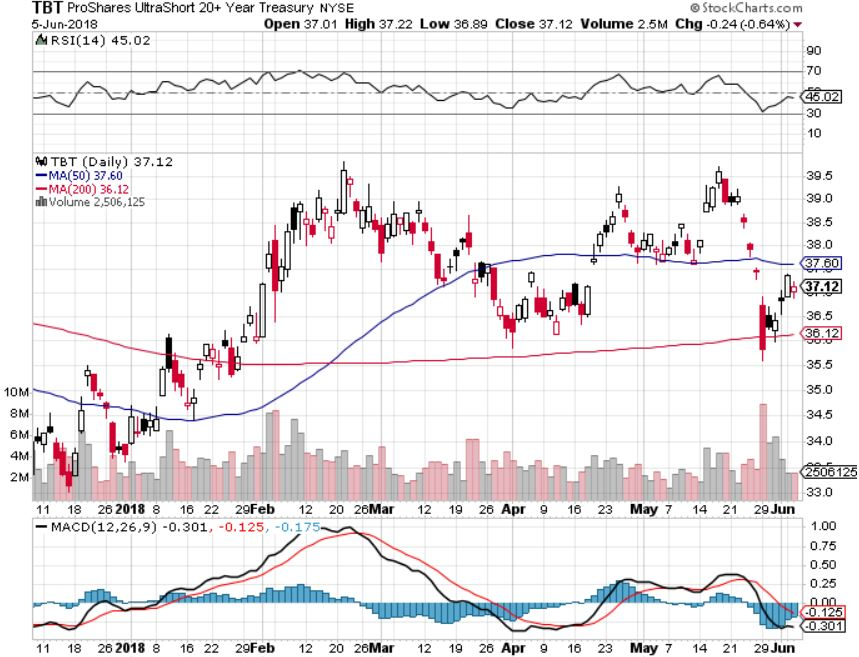 TBT ProShares UltraShort 20+ Year Treasury NYSE © StockCharts.com
5-Jun-2018 Open 37.01 High 37.22 Low 36.89 Close 37.12 Volume 2.5M Chg -0.24 (-0.64%)
RSI(14) 45.02
90
70
45.02
30
10
TBT (Daily) 37.12
MA(50) 37.60
MA(200) 36.12
Volume 2,506,125
39.5
39.0
38.5
38.0
37.60
37.12
36.5
36.12
35.5
35.0
34.5
34.0
33.0
10M
8M
6M
4M
2M
2506125
11 18 26 2018 8 16 22 29 Feb 12 20 26 Mar 12 19 26 Apr 9 16 23 May 7 14 21 29 Jun
MACD(12,26,9) -0.301, -0.125, -0.175
1.00
0.75
0.50
0.25
0.00
-0.125
-0.301
11 18 26 2018 8 16 22 29 Feb 12 20 26 Mar 12 19 26 Apr 9 16 23 May 7 14 21 29 Jun